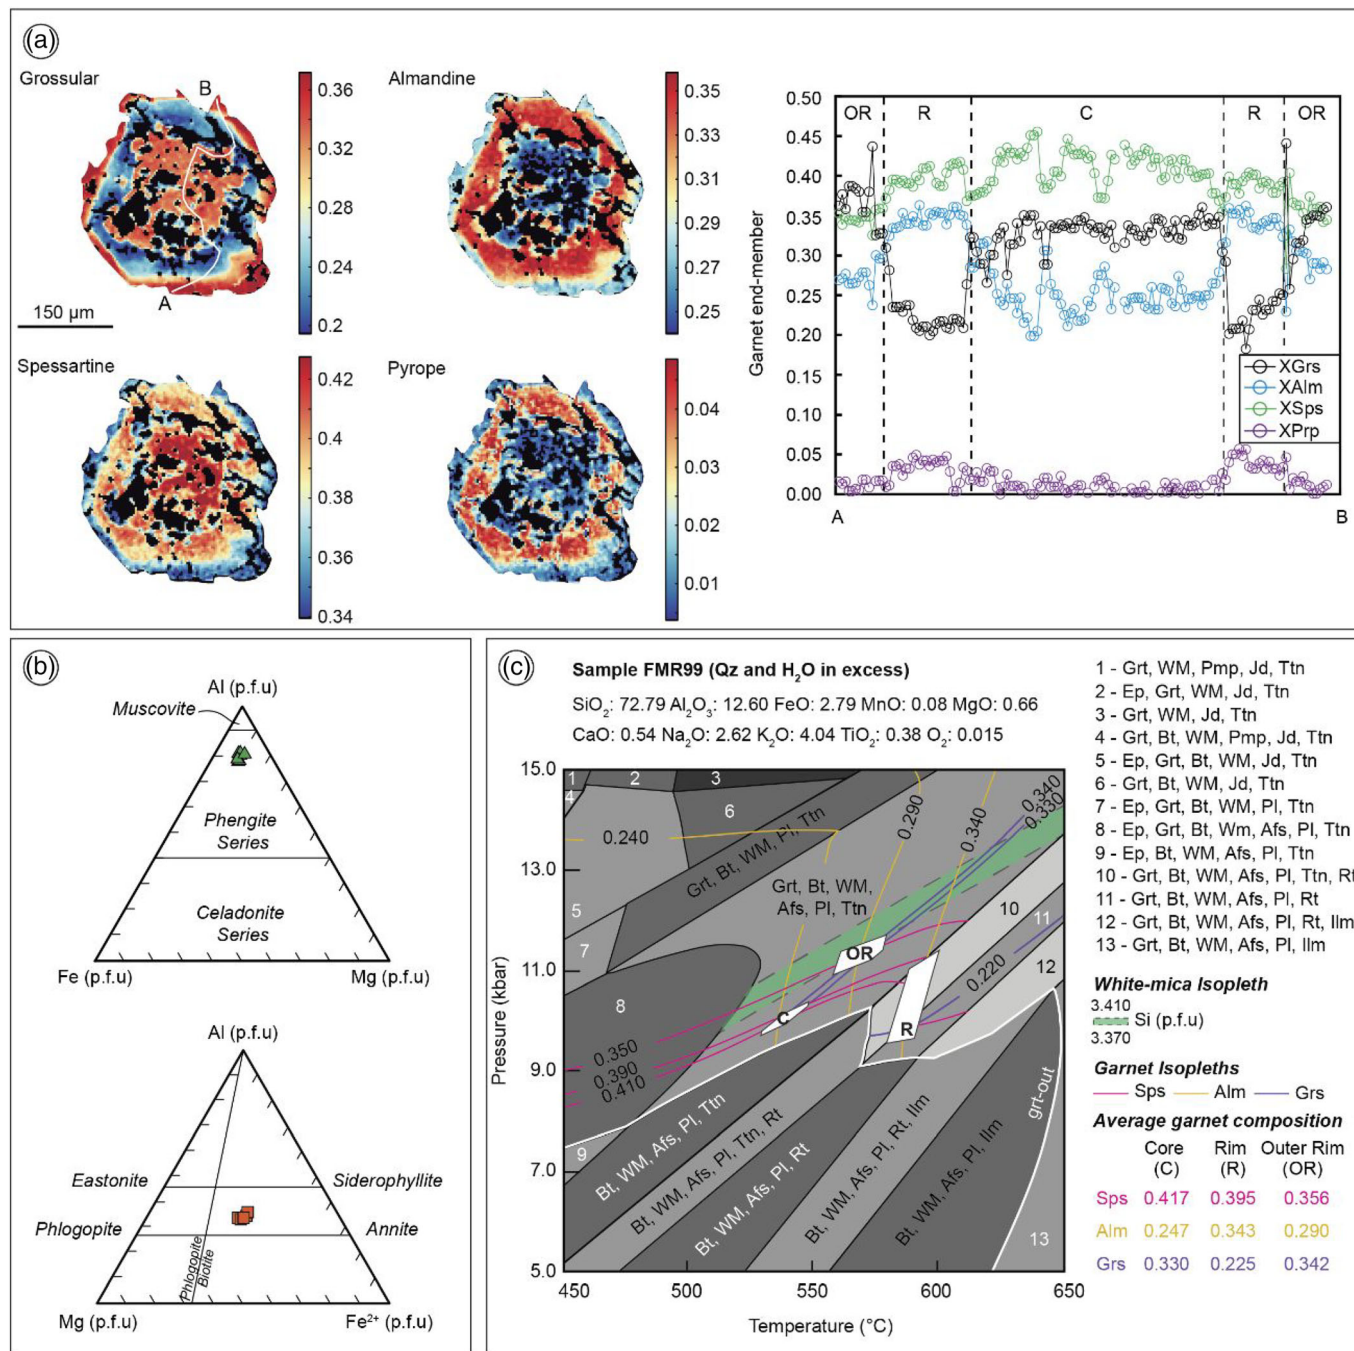 (a)
Grossular
B
A
150 µm
0.36
0.32
0.28
0.24
0.2
Almandine
0.35
0.33
0.31
0.29
0.27
0.25
Spessartine
0.42
0.4
0.38
0.36
0.34
Pyrope
0.04
0.03
0.02
0.01
Garnet end-member
0.50
0.45
0.40
0.35
0.30
0.25
0.20
0.15
0.10
0.05
0.00
OR
R
C
R
OR
XGrs
XAlm
XSps
XPrp
A
B
(b)
Al (p.f.u)
Muscovite
Phengite
Series
Celadonite
Series
Fe (p.f.u)
Mg (p.f.u)
Al (p.f.u)
Eastonite
Siderophyllite
Phlogopite
Annite
Phlogopite
Biotite
Mg (p.f.u)
Fe²⁺ (p.f.u)
(c)
Sample FMR99 (Qz and H₂O in excess)
SiO₂: 72.79 Al₂O₃: 12.60 FeO: 2.79 MnO: 0.08 MgO: 0.66
CaO: 0.54 Na₂O: 2.62 K₂O: 4.04 TiO₂: 0.38 O₂: 0.015
Pressure (kbar)
15.0
13.0
11.0
9.0
7.0
5.0
450
500
550
600
650
Temperature (°C)
1
2
3
4
6
5
7
8
9
10
11
12
13
0.240
0.290
0.340
0.340
0.330
0.220
0.350
0.390
0.410
Grt, Bt, WM, Pl, Ttn
Grt, Bt, WM,
Afs, Pl, Ttn
OR
C
R
Bt, WM, Afs, Pl, Ttn
Bt, WM, Afs, Pl, Ttn, Rt
Bt, WM, Afs, Pl, Rt
Bt, WM, Afs, Pl, Rt, Ilm
Bt, WM, Afs, Pl, Ilm
grt-out
1 - Grt, WM, Pmp, Jd, Ttn
2 - Ep, Grt, WM, Jd, Ttn
3 - Grt, WM, Jd, Ttn
4 - Grt, Bt, WM, Pmp, Jd, Ttn
5 - Ep, Grt, Bt, WM, Jd, Ttn
6 - Grt, Bt, WM, Jd, Ttn
7 - Ep, Grt, Bt, WM, Pl, Ttn
8 - Ep, Grt, Bt, Wm, Afs, Pl, Ttn
9 - Ep, Bt, WM, Afs, Pl, Ttn
10 - Grt, Bt, WM, Afs, Pl, Ttn, Rt
11 - Grt, Bt, WM, Afs, Pl, Rt
12 - Grt, Bt, WM, Afs, Pl, Rt, Ilm
13 - Grt, Bt, WM, Afs, Pl, Ilm
White-mica Isopleth
3.410
Si (p.f.u)
3.370
Garnet Isopleths
Sps Alm Grs
Average garnet composition
Core Rim Outer Rim
(C) (R) (OR)
Sps 0.417 0.395 0.356
Alm 0.247 0.343 0.290
Grs 0.330 0.225 0.342